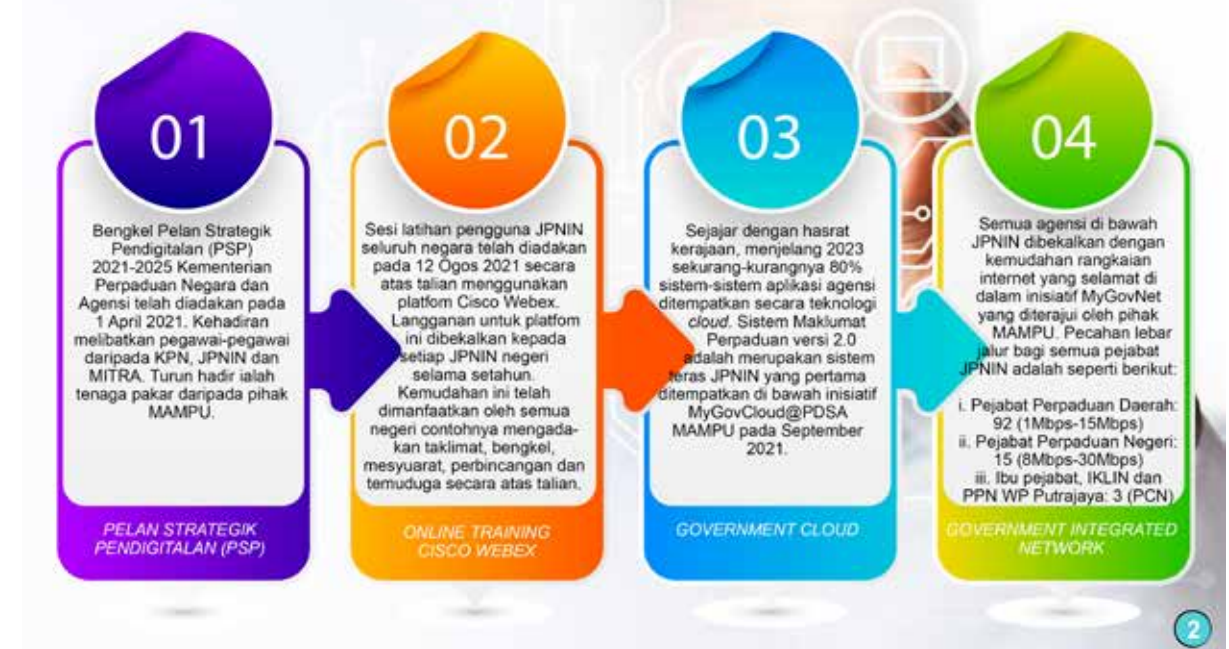 01
Bengkel Pelan Strategik
Pendigitalan (PSP)
2021-2025 Kementerian
Perpaduan Negara dan
Agensi telah diadakan pada
1 April 2021. Kehadiran
melibatkan pegawai-pegawai
daripada KPN, JPNIN dan
MITRA. Turun hadir ialah
tenaga pakar daripada pihak
MAMPU.
PELAN STRATEGIK
PENDIGITALAN (PSP)
02
Sesi latihan pengguna JPNIN
seluruh negara telah diadakan
pada 12 Ogos 2021 secara
atas talian menggunakan
platfom Cisco Webex.
Langganan untuk platfom
ini dibekalkan kepada
setiap JPNIN negeri
selama setahun.
Kemudahan ini telah
dimanfaatkan oleh semua
negeri contohnya mengada-
kan taklimat, bengkel,
mesyuarat, perbincangan dan
temuduga secara atas talian.
ONLINE TRAINING
CISCO WEBEX
03
Sejajar dengan hasrat
kerajaan, menjelang 2023
sekurang-kurangnya 80%
sistem-sistem aplikasi agensi
ditempatkan secara teknologi
cloud. Sistem Maklumat
Perpaduan versi 2.0
adalah merupakan sistem
teras JPNIN yang pertama
ditempatkan di bawah inisiatif
MyGovCloud@PDSA
MAMPU pada September
2021.
GOVERNMENT CLOUD
04
Semua agensi di bawah
JPNIN dibekalkan dengan
kemudahan rangkaian
internet yang selamat di
dalam inisiatif MyGovNet
yang diterajui oleh pihak
MAMPU. Pecahan lebar
jalur bagi semua pejabat
JPNIN adalah seperti berikut:
i. Pejabat Perpaduan Daerah:
92 (1Mbps-15Mbps)
ii. Pejabat Perpaduan Negeri:
15 (8Mbps-30Mbps)
iii. Ibu pejabat, IKLIN dan
PPN WP Putrajaya: 3 (PCN)
GOVERNMENT INTEGRATED
NETWORK
2